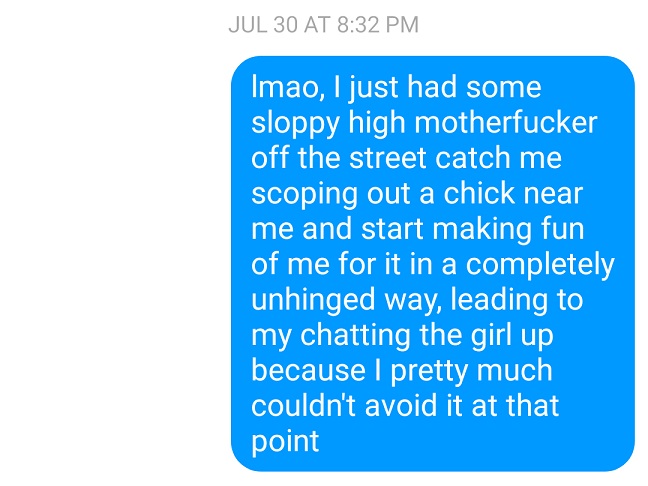 JUL 30 AT 8:32 PM
lmao, I just had some
sloppy high motherfucker
off the street catch me
scoping out a chick near
me and start making fun
of me for it in a completely
unhinged way, leading to
my chatting the girl up
because I pretty much
couldn't avoid it at that
point